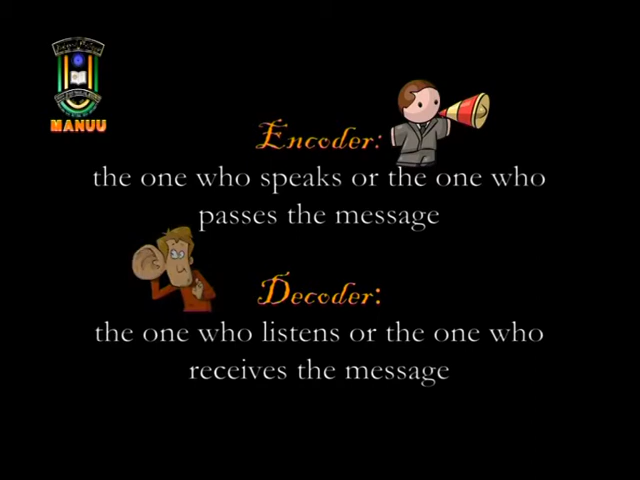 MANUU
Encoder:
the one who speaks or the one who
passes the message
Decoder:
the one who listens or the one who
receives the message